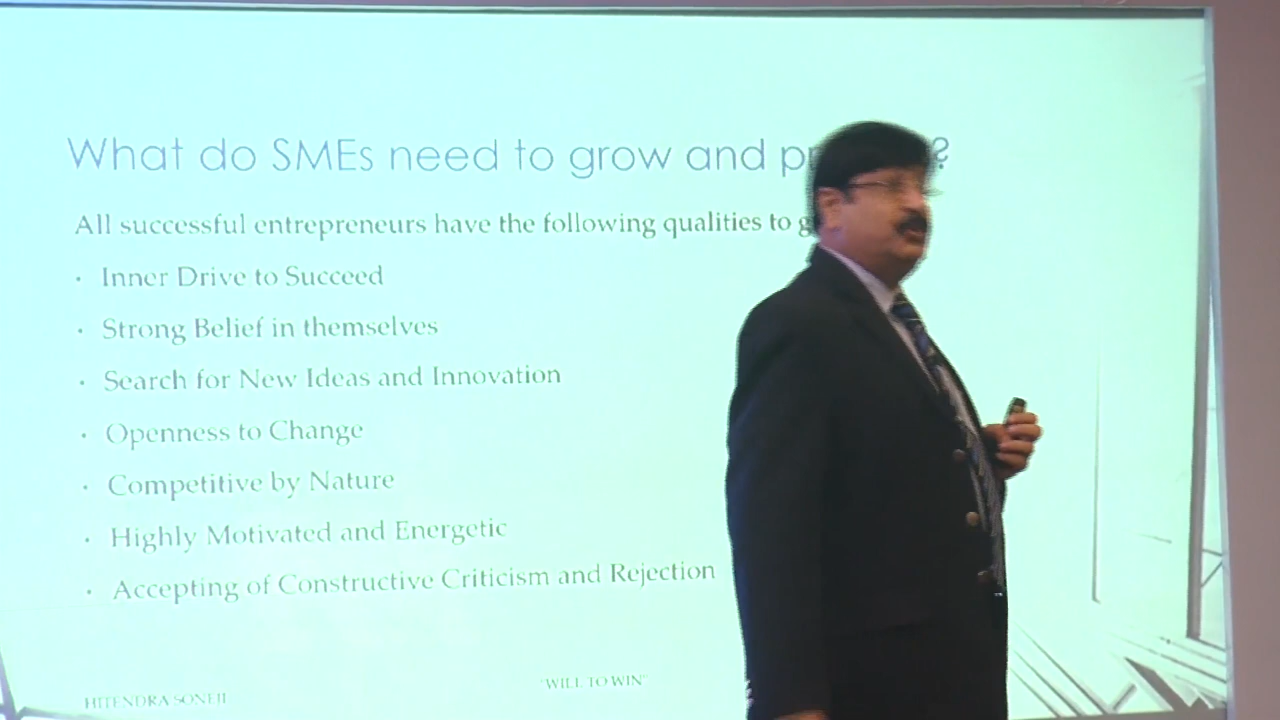 What do SMEs need to grow and p ?
All successful entrepreneurs have the following qualities to g
· Inner Drive to Succeed
· Strong Belief in themselves
· Search for New Ideas and Innovation
· Openness to Change
· Competitive by Nature
· Highly Motivated and Energetic
· Accepting of Constructive Criticism and Rejection
"WILL TO WIN"
HITENDRA SONEJI